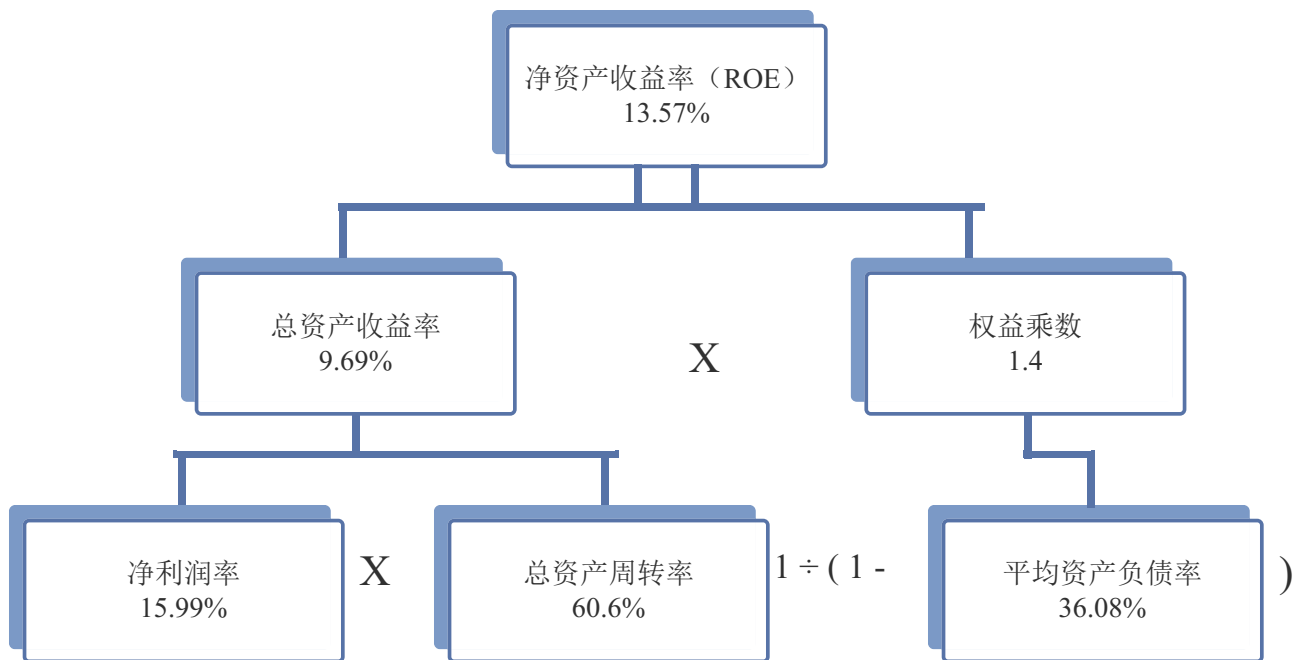 净资产收益率（ROE）
13.57%
总资产收益率
9.69%
X
权益乘数
1.4
净利润率
15.99%
X
总资产周转率
60.6%
1 ÷ ( 1 -
平均资产负债率
36.08%
)